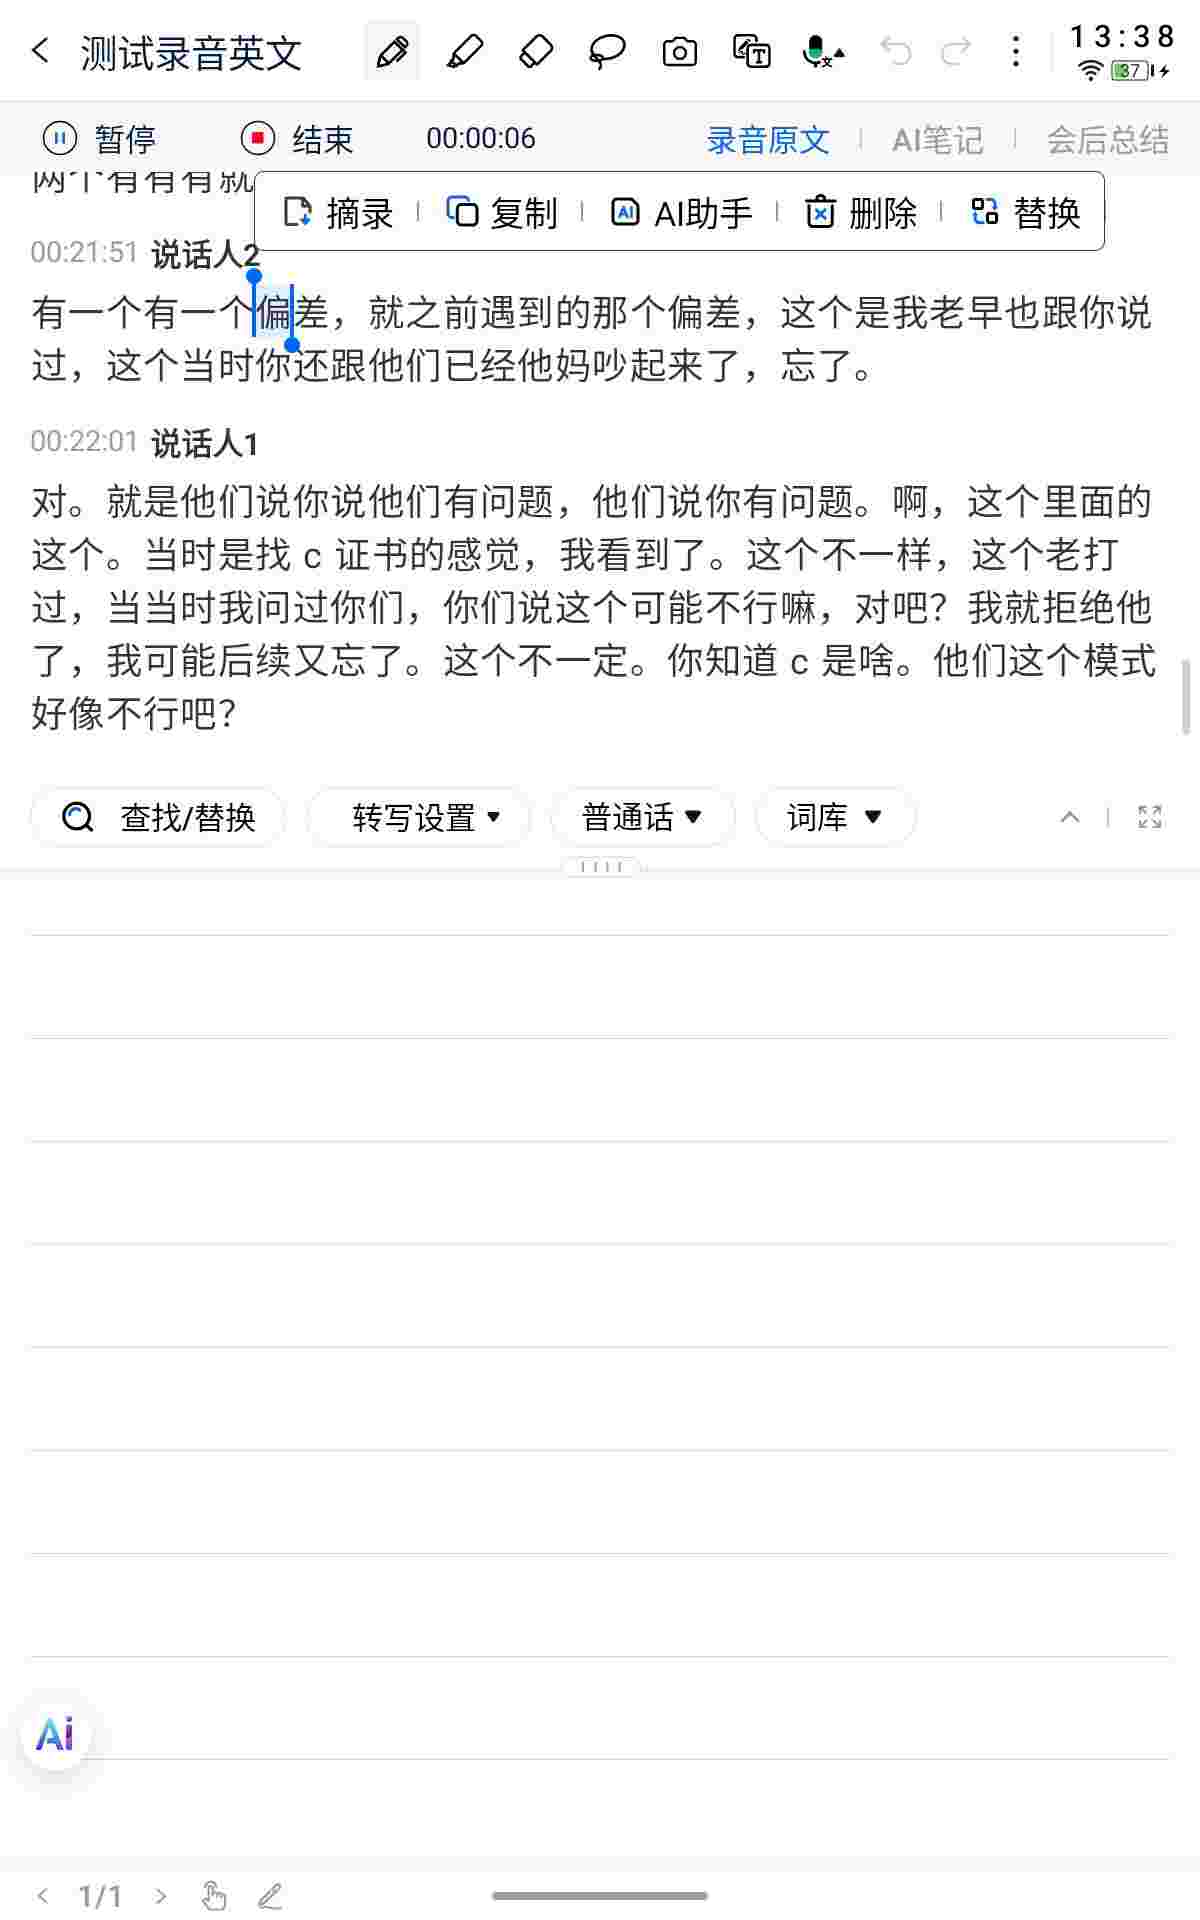 测试录音英文
13:38
37
暂停 结束 00:00:06 录音原文 AI笔记 会后总结
两个有有有就
摘录 复制 AI助手 删除 替换
00:21:51 说话人2
有一个有一个偏差，就之前遇到的那个偏差，这个是我老早也跟你说
过，这个当时你还跟他们已经他妈吵起来了，忘了。
00:22:01 说话人1
对。就是他们说你说他们有问题，他们说你有问题。啊，这个里面的
这个。当时是找 c 证书的感觉，我看到了。这个不一样，这个老打
过，当当时我问过你们，你们说这个可能不行嘛，对吧？我就拒绝他
了，我可能后续又忘了。这个不一定。你知道 c 是啥。他们这个模式
好像不行吧？
查找/替换 转写设置 普通话 词库
Ai
1/1